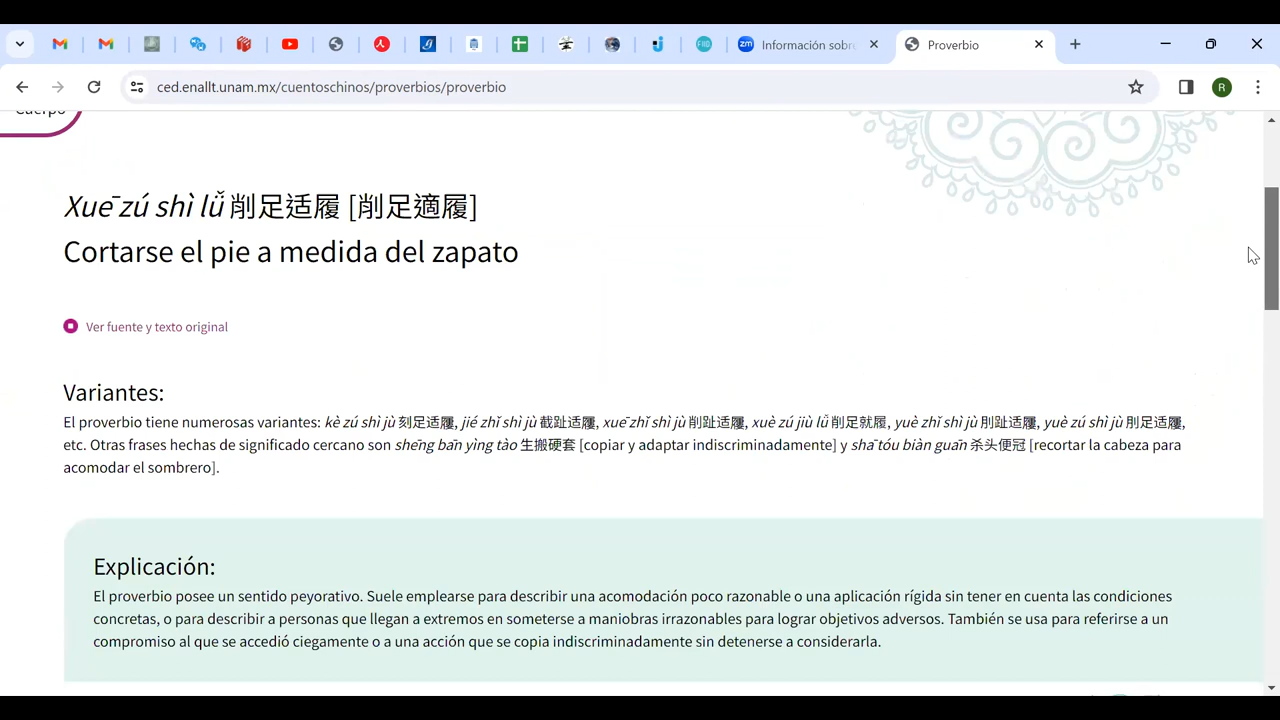 Información sobre
Proverbio
ced.enallt.unam.mx/cuentoschinos/proverbios/proverbio
R
Cuerpo
Xuē zú shì lǚ 削足适履 [削足適履]
Cortarse el pie a medida del zapato
Ver fuente y texto original
Variantes:
El proverbio tiene numerosas variantes: kè zú shì jù 刻足适屦, jié zhǐ shì jù 截趾适屦, xuē zhǐ shì jù 削趾适屦, xuè zú jiù lǚ 削足就履, yuè zhǐ shì jù 刖趾适屦, yuè zú shì jù 刖足适屦,
etc. Otras frases hechas de significado cercano son shēng bān yìng tào 生搬硬套 [copiar y adaptar indiscriminadamente] y shā tóu biàn guān 杀头便冠 [recortar la cabeza para
acomodar el sombrero].
Explicación:
El proverbio posee un sentido peyorativo. Suele emplearse para describir una acomodación poco razonable o una aplicación rígida sin tener en cuenta las condiciones
concretas, o para describir a personas que llegan a extremos en someterse a maniobras irrazonables para lograr objetivos adversos. También se usa para referirse a un
compromiso al que se accedió ciegamente o a una acción que se copia indiscriminadamente sin detenerse a considerarla.